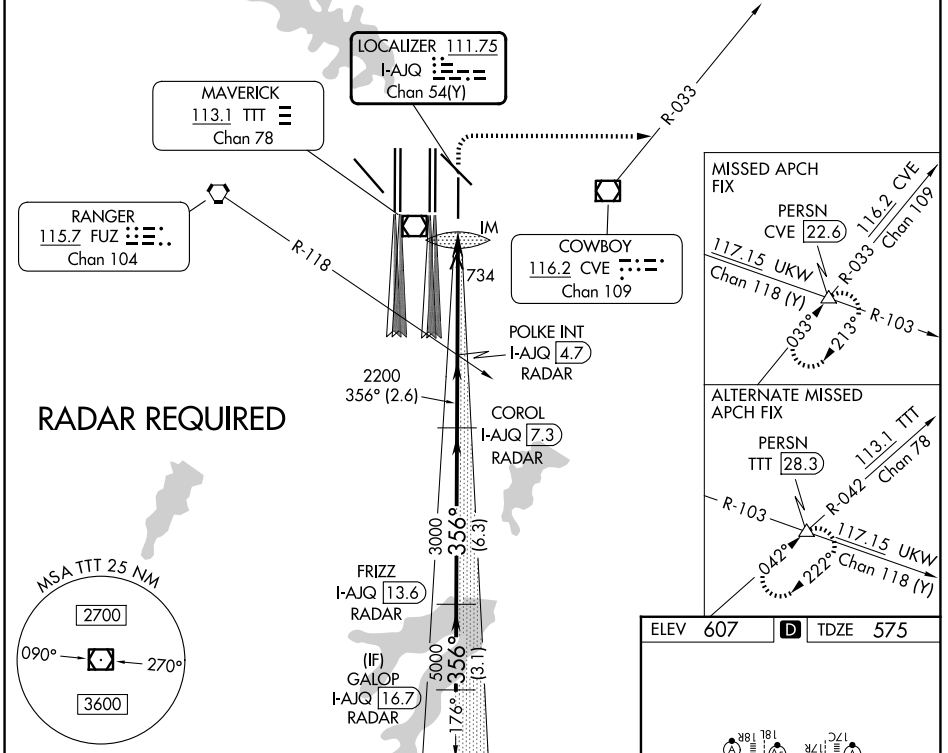 LOCALIZER 111.75
I-AJQ
Chan 54(Y)
R-033
MAVERICK
113.1 TTT
Chan 78
RANGER
115.7 FUZ
Chan 104
R-118
IM
734
COWBOY
116.2 CVE
Chan 109
POLKE INT
I-AJQ 4.7
RADAR
2200
356° (2.6)
COROL
I-AJQ 7.3
RADAR
RADAR REQUIRED
3000
356°
(6.3)
FRIZZ
I-AJQ 13.6
RADAR
5000
356°
(3.1)
(IF)
GALOP
I-AJQ 16.7
RADAR
176°
MSA TTT 25 NM
2700
090°
270°
3600
MISSED APCH
FIX
PERSN
CVE 22.6
116.2 CVE
Chan 109
R-033
117.15 UKW
Chan 118 (Y)
R-103
033°
213°
ALTERNATE MISSED
APCH FIX
PERSN
TTT 28.3
113.1 TTT
Chan 78
R-042
R-103
117.15 UKW
Chan 118 (Y)
042°
222°
ELEV 607 D TDZE 575
18R
18L
17R
17C
A
A